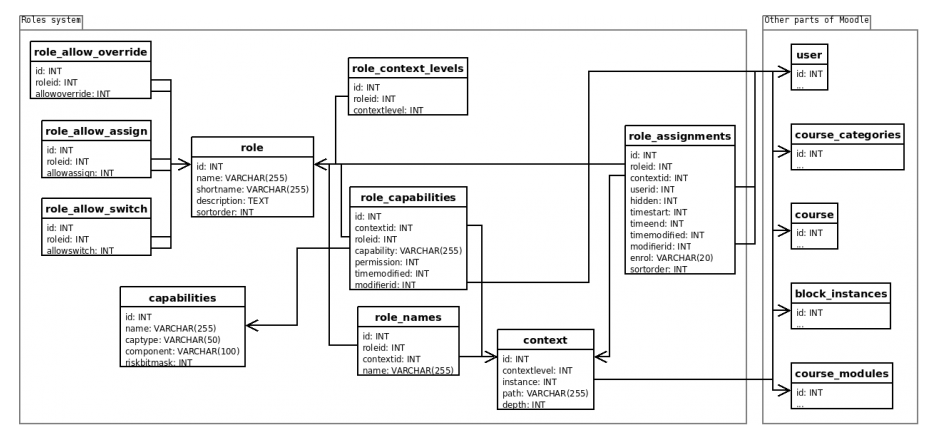 Roles system
Other parts of Moodle
role_allow_override
id: INT
roleid: INT
allowoverride: INT
role_allow_assign
id: INT
roleid: INT
allowassign: INT
role_allow_switch
id: INT
roleid: INT
allowswitch: INT
role
id: INT
name: VARCHAR(255)
shortname: VARCHAR(255)
description: TEXT
sortorder: INT
capabilities
id: INT
name: VARCHAR(255)
captype: VARCHAR(50)
component: VARCHAR(100)
riskbitmask: INT
role_context_levels
id: INT
roleid: INT
contextlevel: INT
role_capabilities
id: INT
contextid: INT
roleid: INT
capability: VARCHAR(255)
permission: INT
timemodified: INT
modifierid: INT
role_names
id: INT
roleid: INT
contextid: INT
name: VARCHAR(255)
context
id: INT
contextlevel: INT
instance: INT
path: VARCHAR(255)
depth: INT
role_assignments
id: INT
roleid: INT
contextid: INT
userid: INT
hidden: INT
timestart: INT
timeend: INT
timemodified: INT
modifierid: INT
enrol: VARCHAR(20)
sortorder: INT
user
id: INT
...
course_categories
id: INT
...
course
id: INT
...
block_instances
id: INT
...
course_modules
id: INT
...